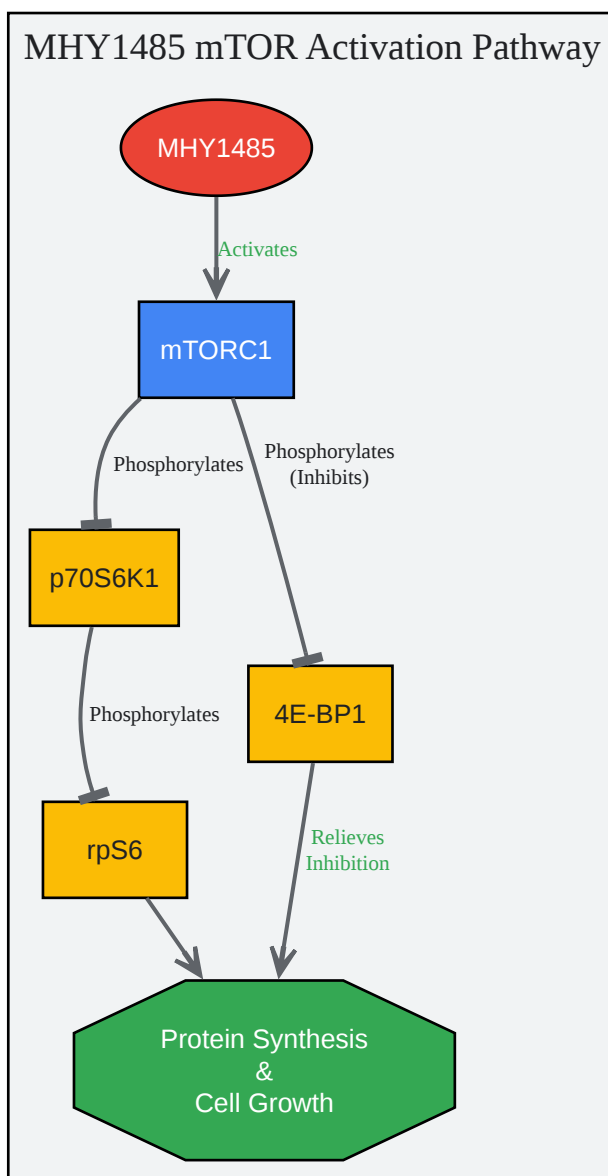 MHY1485 mTOR Activation Pathway
MHY1485
Activates
mTORC1
Phosphorylates
Phosphorylates
(Inhibits)
p70S6K1
Phosphorylates
4E-BP1
rpS6
Relieves
Inhibition
Protein Synthesis
&
Cell Growth